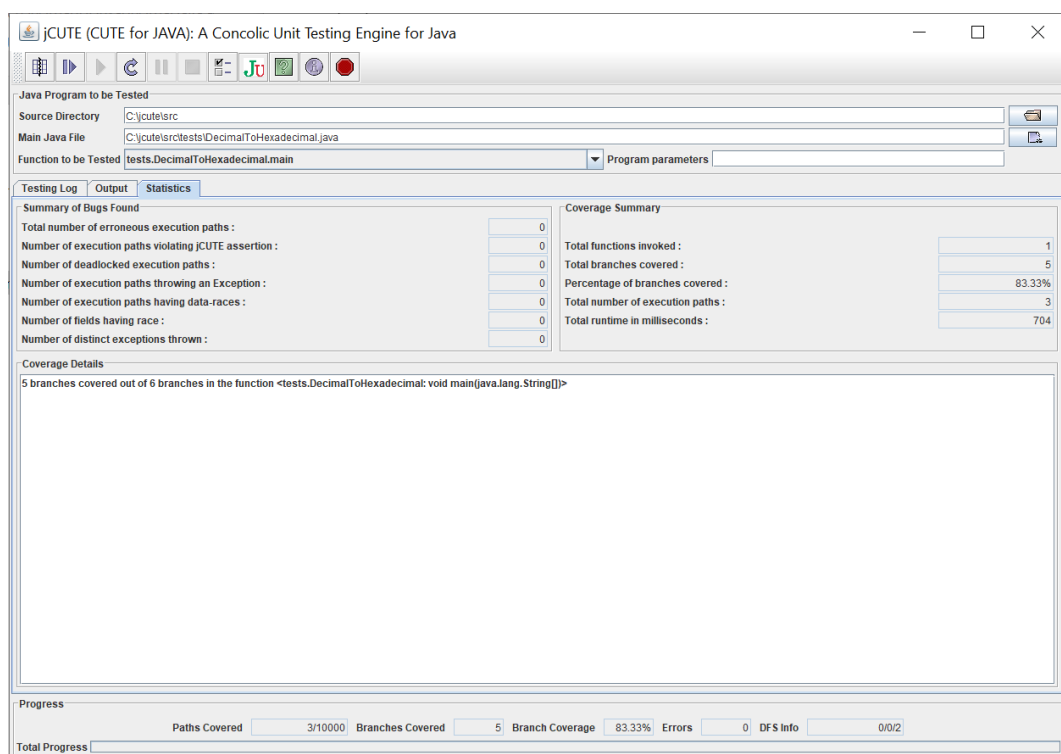 jCUTE (CUTE for JAVA): A Concolic Unit Testing Engine for Java
JU ?
Java Program to be Tested
Source Directory C:\jcute\src
Main Java File C:\jcute\src\tests\DecimalToHexadecimal.java
Function to be Tested tests.DecimalToHexadecimal.main Program parameters
Testing Log Output Statistics
Summary of Bugs Found
Total number of erroneous execution paths : 0
Number of execution paths violating jCUTE assertion : 0
Number of deadlocked execution paths : 0
Number of execution paths throwing an Exception : 0
Number of execution paths having data-races : 0
Number of fields having race : 0
Number of distinct exceptions thrown : 0
Coverage Summary
Total functions invoked : 1
Total branches covered : 5
Percentage of branches covered : 83.33%
Total number of execution paths : 3
Total runtime in milliseconds : 704
Coverage Details
5 branches covered out of 6 branches in the function <tests.DecimalToHexadecimal: void main(java.lang.String[])>
Progress
Paths Covered 3/10000 Branches Covered 5 Branch Coverage 83.33% Errors 0 DFS Info 0/0/2
Total Progress